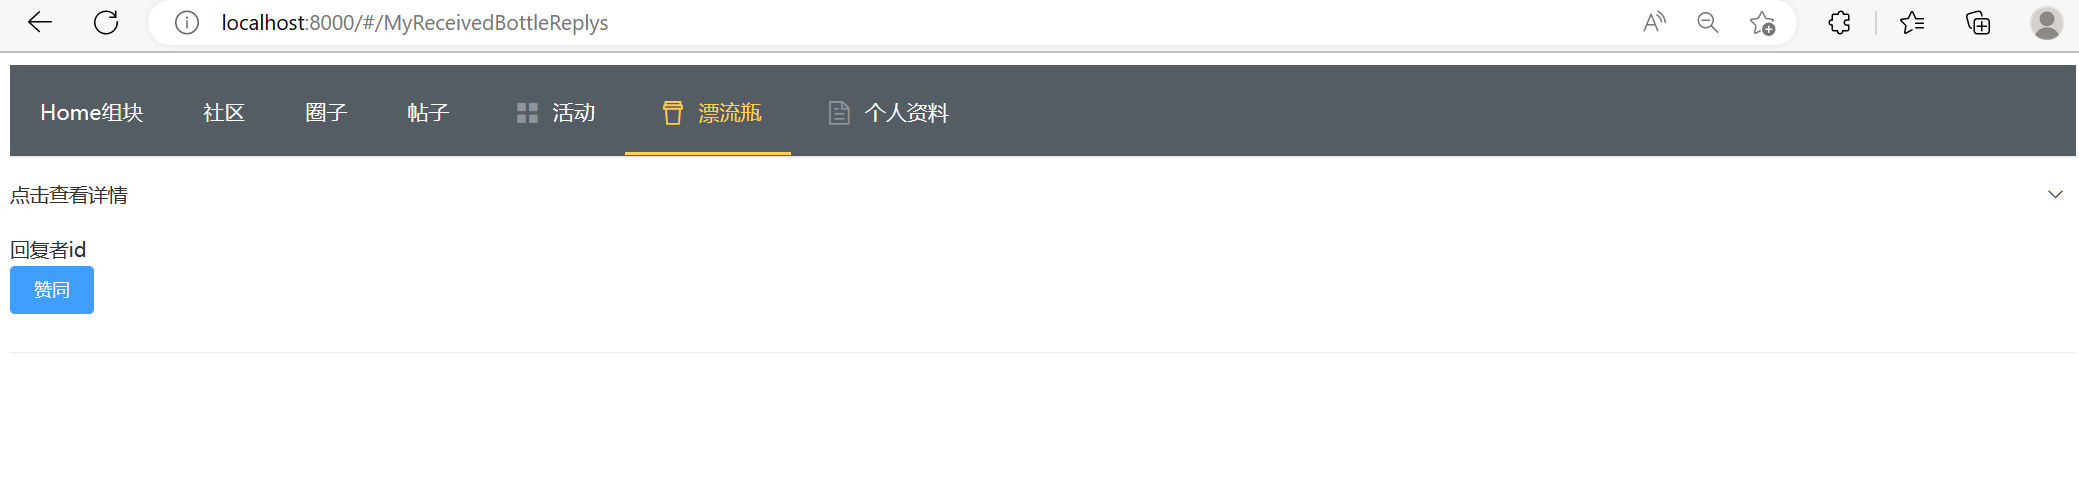 localhost:8000/#/MyReceivedBottleReplys
Home组块 社区 圈子 帖子 活动 漂流瓶 个人资料
点击查看详情
回复者id
赞同